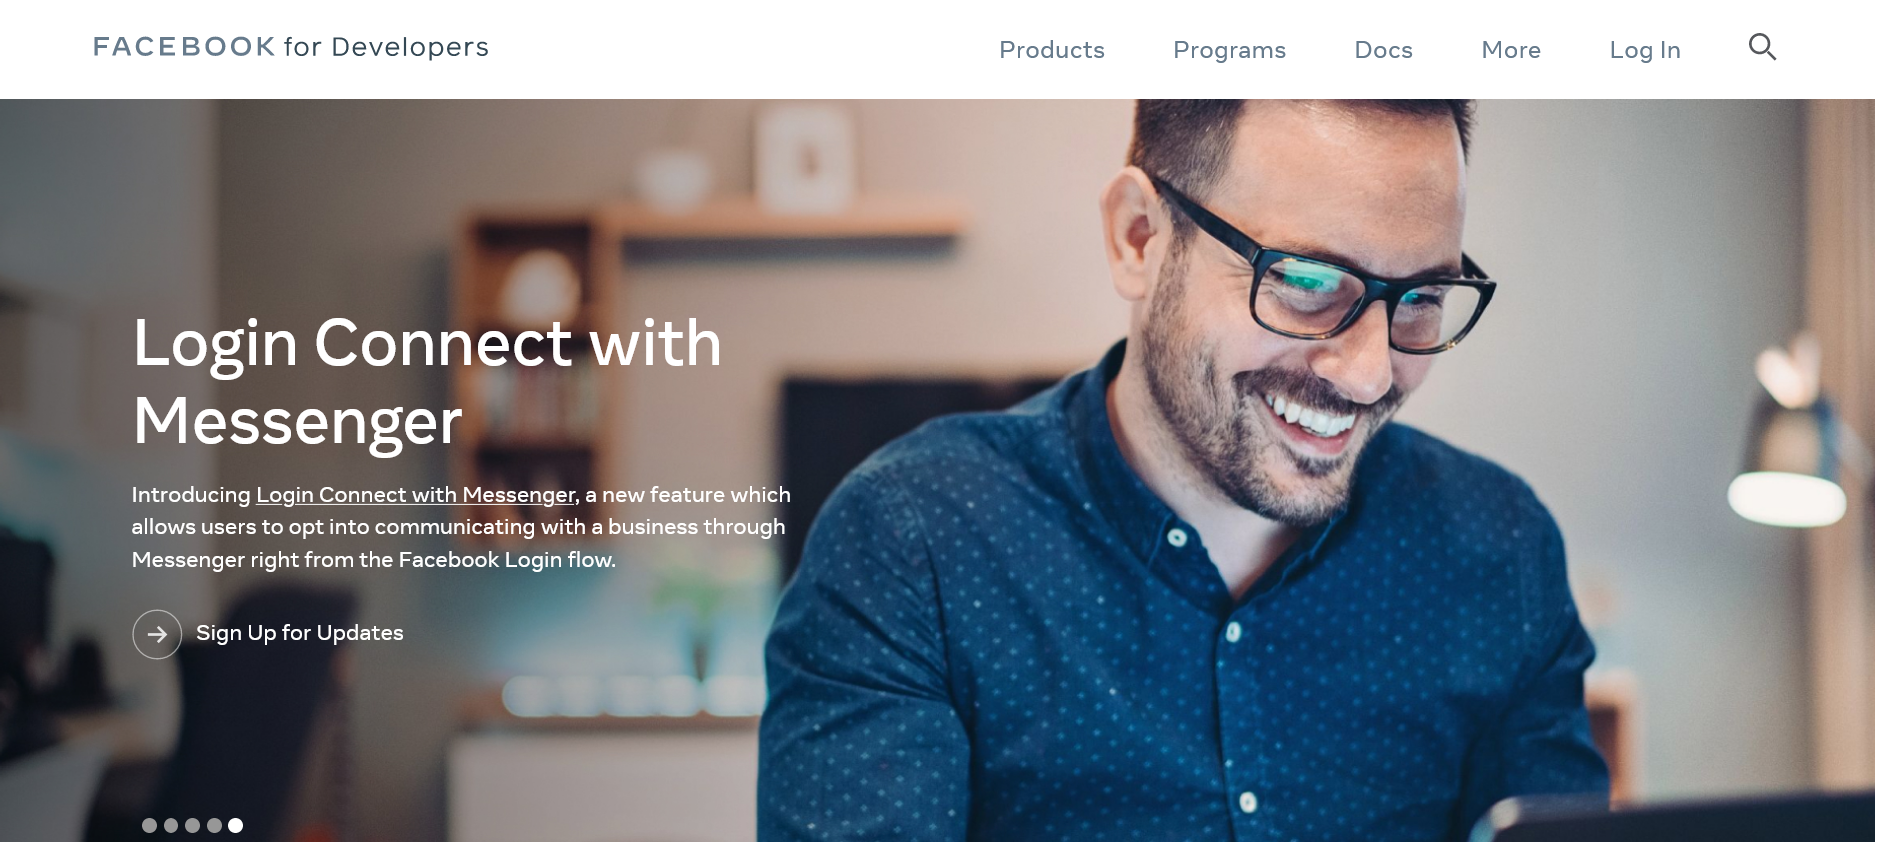 FACEBOOK for Developers
Products Programs Docs More Log In
Login Connect with
Messenger
Introducing Login Connect with Messenger, a new feature which
allows users to opt into communicating with a business through
Messenger right from the Facebook Login flow.
Sign Up for Updates